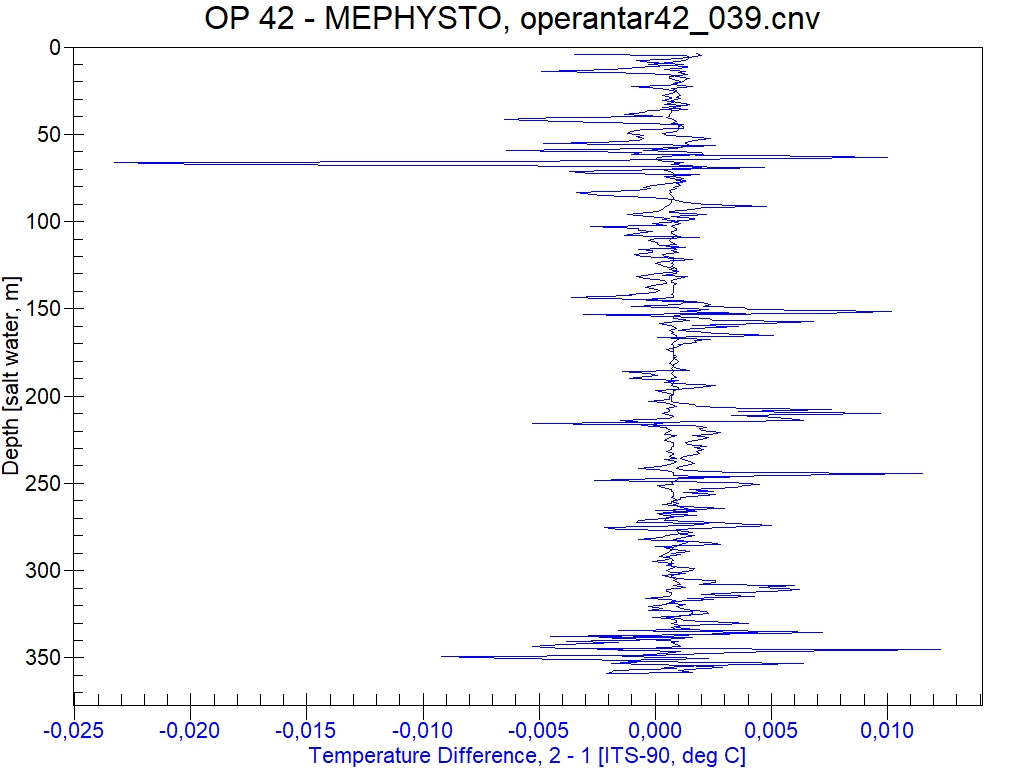 OP 42 - MEPHYSTO, operantar42_039.cnv
0
50
100
150
200
250
300
350
Depth [salt water, m]
-0,025 -0,020 -0,015 -0,010 -0,005 0,000 0,005 0,010
Temperature Difference, 2 - 1 [ITS-90, deg C]